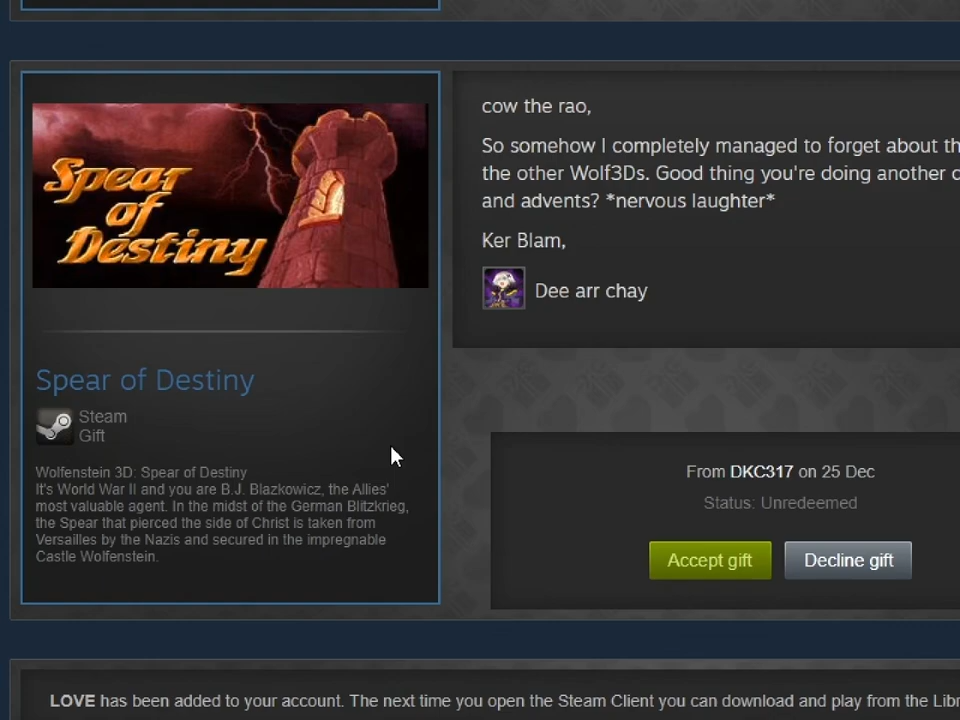 Spear
of
Destiny
cow the rao,
So somehow I completely managed to forget about
the other Wolf3Ds. Good thing you're doing another
and advents? *nervous laughter*
Ker Blam,
Dee arr chay
Spear of Destiny
Steam
Gift
Wolfenstein 3D: Spear of Destiny
It's World War II and you are B.J. Blazkowicz, the Allies'
most valuable agent. In the midst of the German Blitzkrieg,
the Spear that pierced the side of Christ is taken from
Versailles by the Nazis and secured in the impregnable
Castle Wolfenstein.
From DKC317 on 25 Dec
Status: Unredeemed
Accept gift
Decline gift
LOVE has been added to your account. The next time you open the Steam Client you can download and play from the